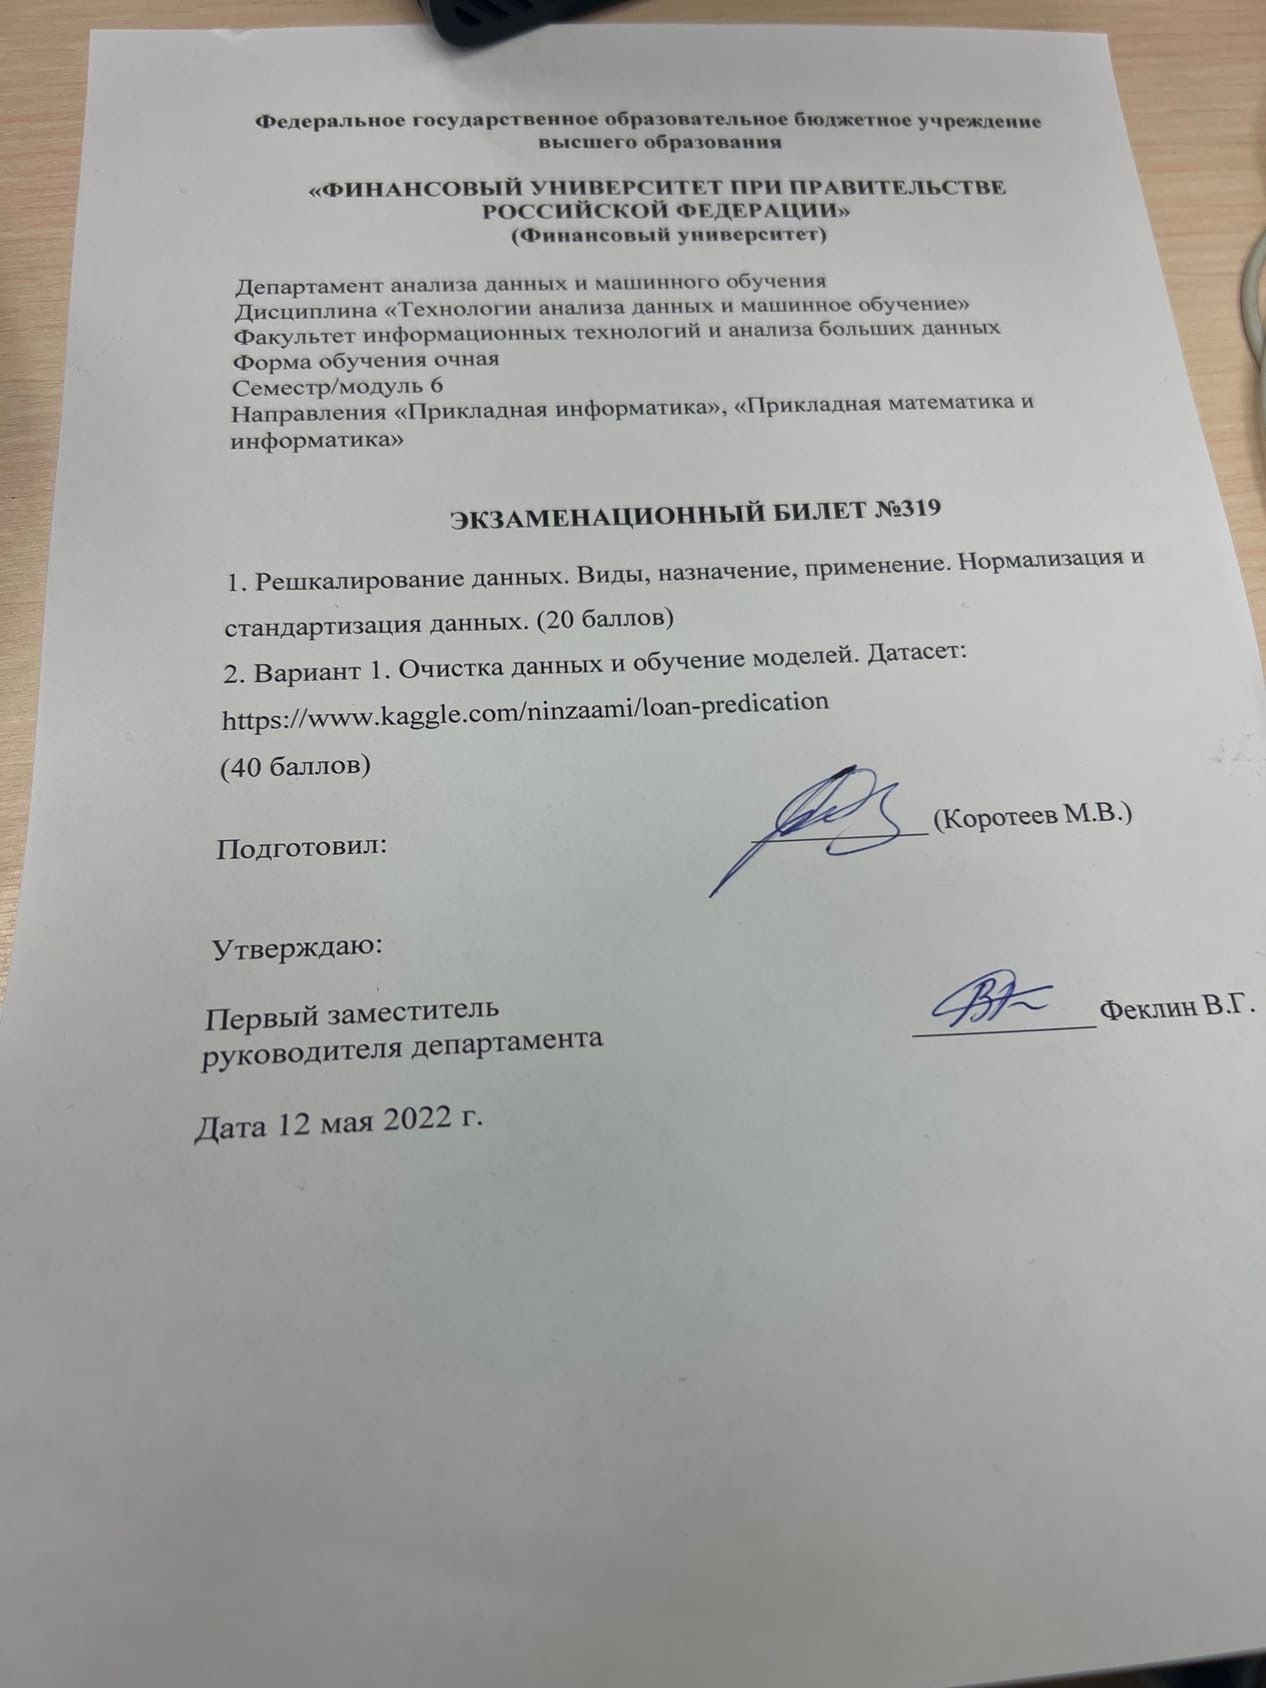 Федеральное государственное образовательное бюджетное учреждение
высшего образования
«ФИНАНСОВЫЙ УНИВЕРСИТЕТ ПРИ ПРАВИТЕЛЬСТВЕ
РОССИЙСКОЙ ФЕДЕРАЦИИ»
(Финансовый университет)
Департамент анализа данных и машинного обучения
Дисциплина «Технологии анализа данных и машинное обучение»
Факультет информационных технологий и анализа больших данных
Форма обучения очная
Семестр/модуль 6
Направления «Прикладная информатика», «Прикладная математика и
информатика»
ЭКЗАМЕНАЦИОННЫЙ БИЛЕТ №319
1. Решкалирование данных. Виды, назначение, применение. Нормализация и
стандартизация данных. (20 баллов)
2. Вариант 1. Очистка данных и обучение моделей. Датасет:
https://www.kaggle.com/ninzaami/loan-predication
(40 баллов)
Подготовил: (Коротеев М.В.)
Утверждаю:
Первый заместитель
руководителя департамента Феклин В.Г.
Дата 12 мая 2022 г.